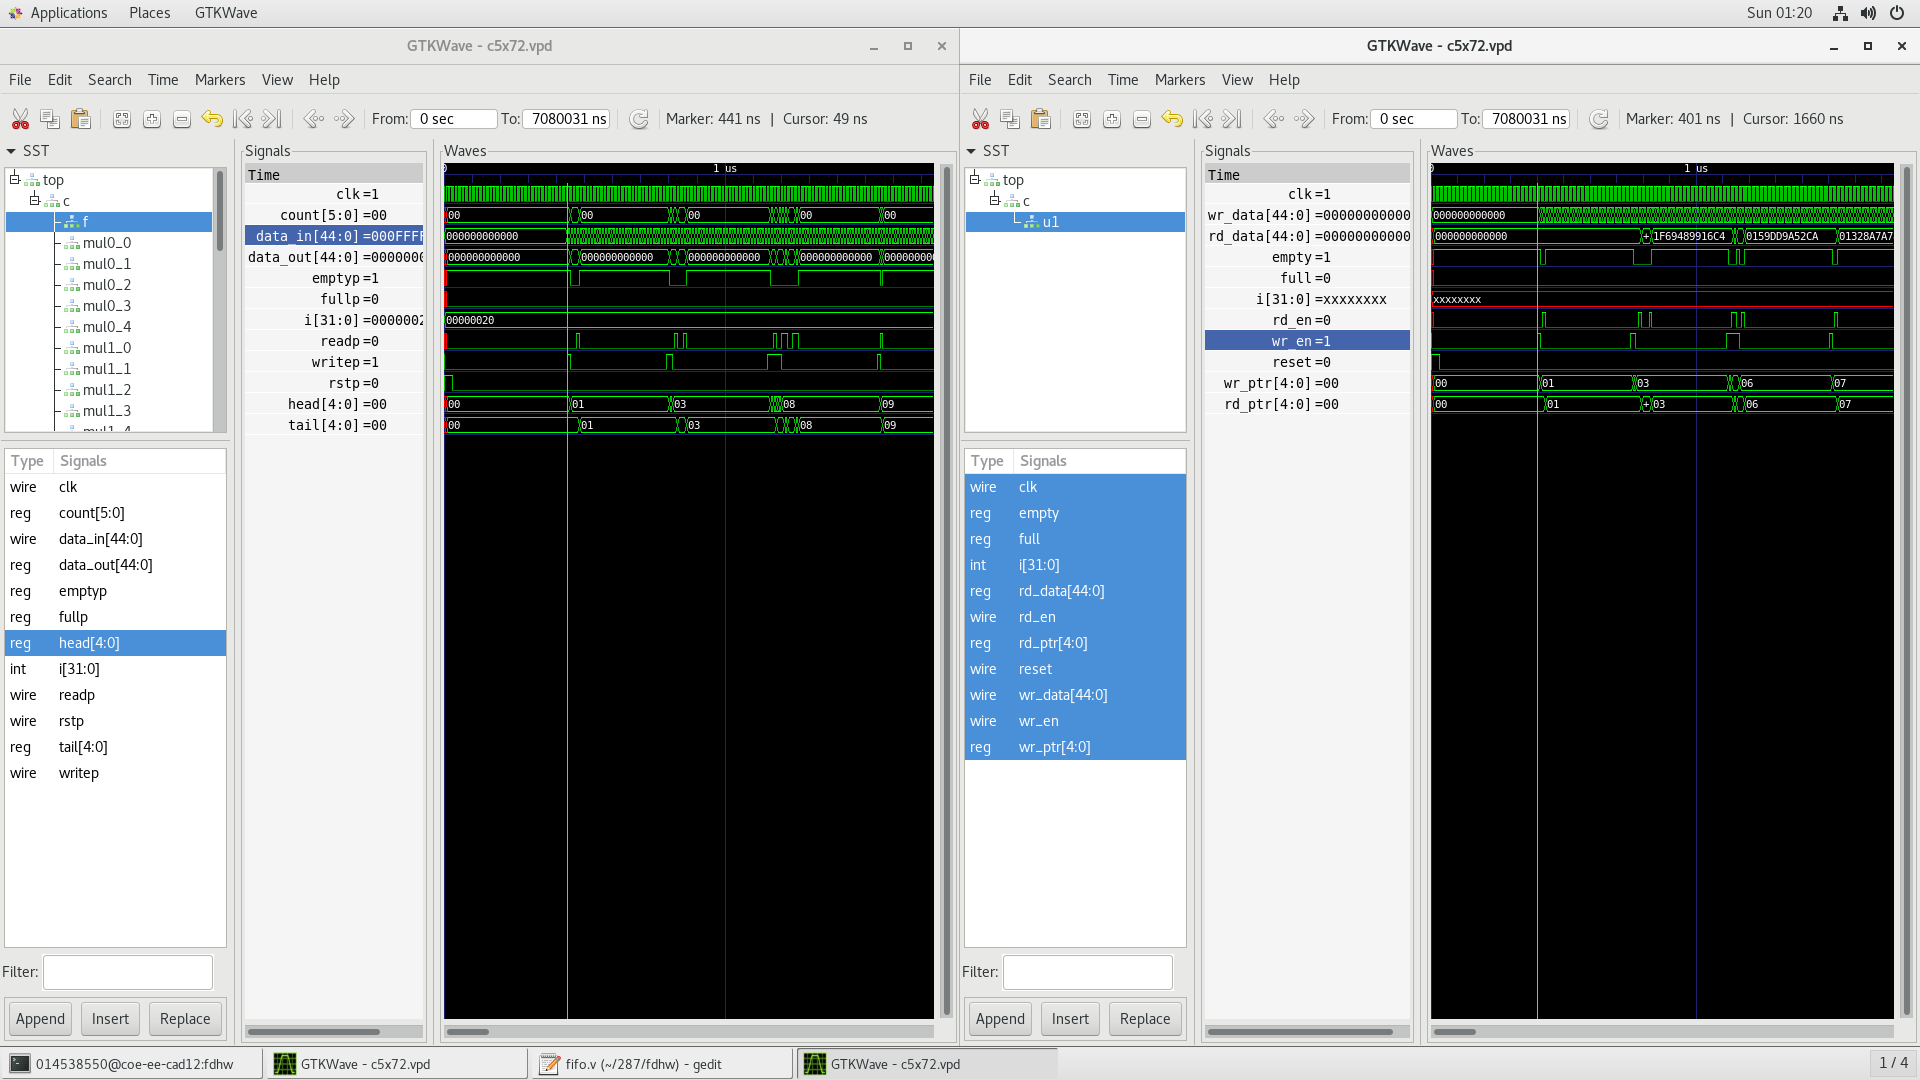 Applications Places GTKWave Sun 01:20
GTKWave - c5x72.vpd
File Edit Search Time Markers View Help
From: 0 sec To: 7080031 ns Marker: 441 ns | Cursor: 49 ns
SST
top
c
f
mul0_0
mul0_1
mul0_2
mul0_3
mul0_4
mul1_0
mul1_1
mul1_2
mul1_3
mul1_4
Type Signals
wire clk
reg count[5:0]
wire data_in[44:0]
reg data_out[44:0]
reg emptyp
reg fullp
reg head[4:0]
int i[31:0]
wire readp
wire rstp
reg tail[4:0]
wire writep
Filter:
Append Insert Replace
Signals
Time
clk =1
count[5:0] =00
data_in[44:0] =000FFF
data_out[44:0] =0000000
emptyp =1
fullp =0
i[31:0] =0000002
readp =0
writep =1
rstp =0
head[4:0] =00
tail[4:0] =00
Waves
1 us
00 00 00 00 00
000000000000
000000000000 000000000000 000000000000 000000000000 0000000
00000020
00 01 03 08 09
00 01 03 08 09
GTKWave - c5x72.vpd
File Edit Search Time Markers View Help
From: 0 sec To: 7080031 ns Marker: 401 ns | Cursor: 1660 ns
SST
top
c
u1
Type Signals
wire clk
reg empty
reg full
int i[31:0]
reg rd_data[44:0]
wire rd_en
reg rd_ptr[4:0]
wire reset
wire wr_data[44:0]
wire wr_en
reg wr_ptr[4:0]
Filter:
Append Insert Replace
Signals
Time
clk =1
wr_data[44:0] =00000000000
rd_data[44:0] =00000000000
empty =1
full =0
i[31:0] =xxxxxxxx
rd_en =0
wr_en =1
reset =0
wr_ptr[4:0] =00
rd_ptr[4:0] =00
Waves
0 1 us
000000000000
000000000000 + 1F69489916C4 0159DD9A52CA 01328A7A7
xxxxxxxx
00 01 03 06 07
00 01 + 03 06 07
014538550@coe-ee-cad12:fdhw GTKWave - c5x72.vpd fifo.v (~/287/fdhw) - gedit GTKWave - c5x72.vpd 1 / 4